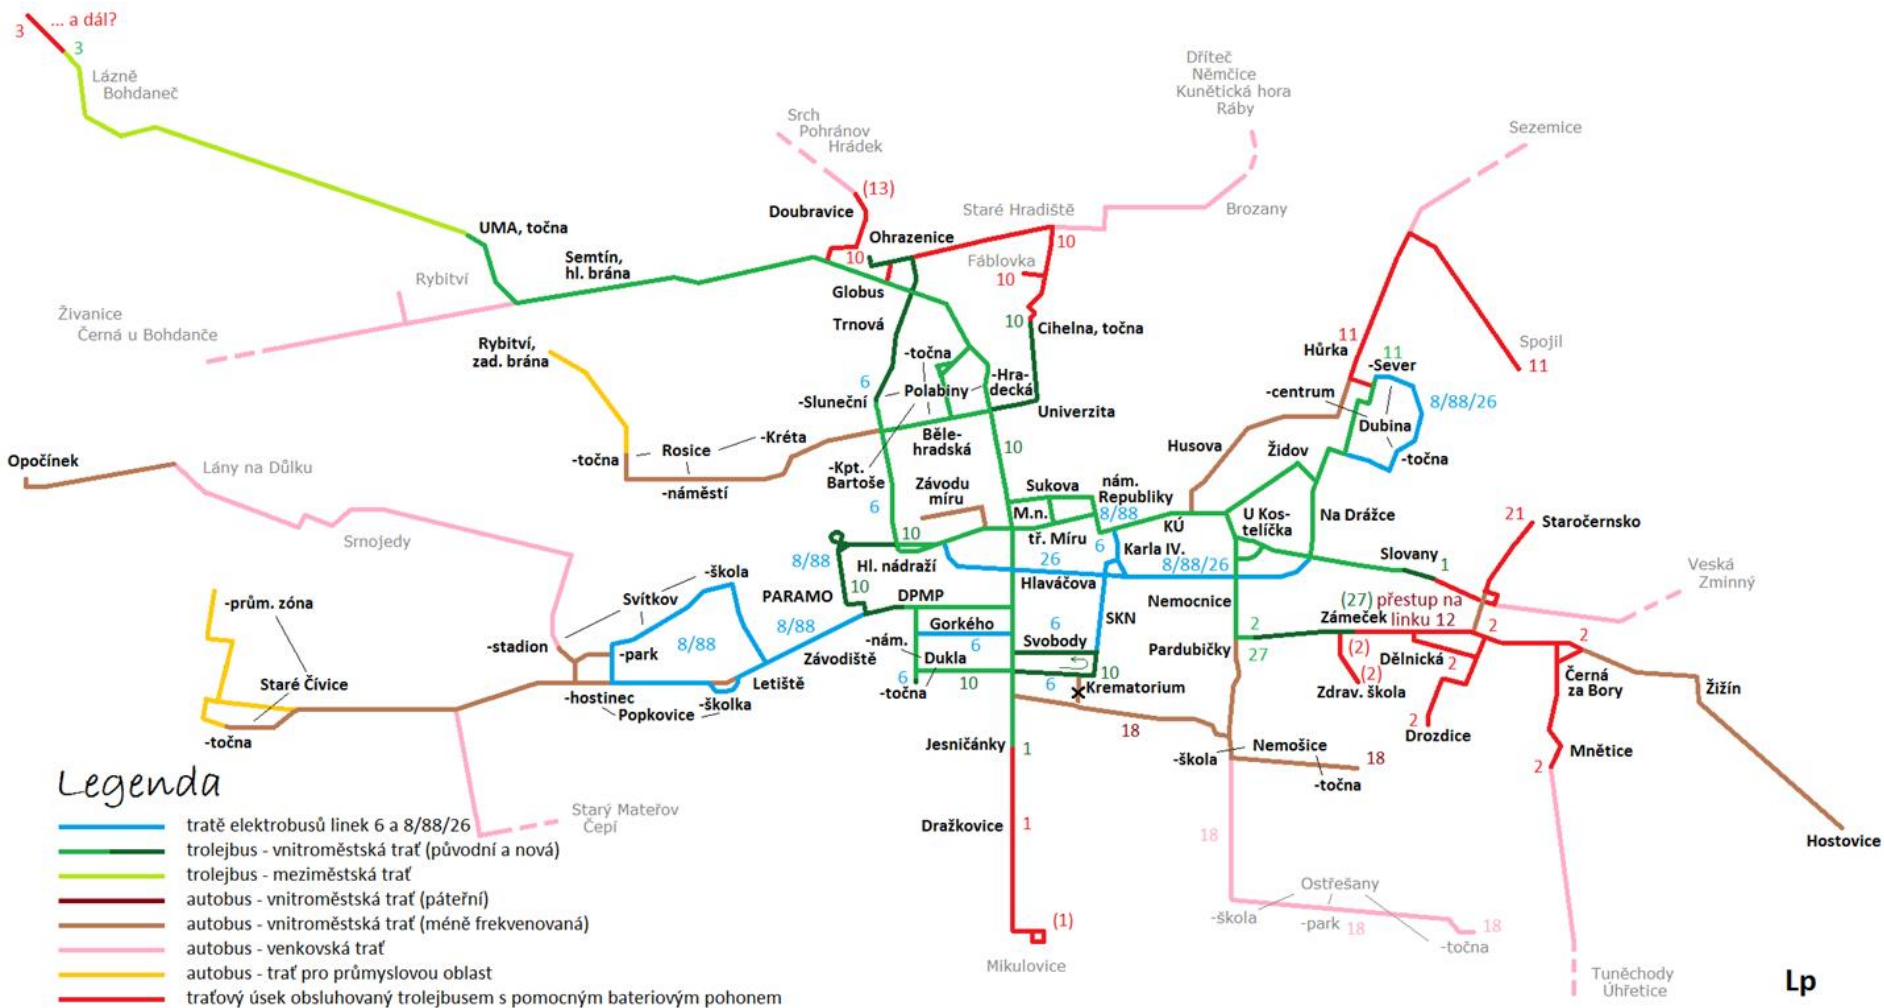 3
... a dál?
3
Lázně
Bohdaneč
Dříteč
Němčice
Kunětická hora
Ráby
Srch
Pohránov
Hrádek
Sezemice
(13)
Doubravice
Staré Hradiště
Brozany
UMA, točna
Ohrazenice
10
10
Semtín,
hl. brána
Fáblovka
10
Rybitví
Globus
Živanice
Černá u Bohdanče
Trnová
10
Cihelna, točna
Rybitví,
zad. brána
-točna
11
Hůrka
11
-Sever
Spojil
11
6
-Sluneční
Polabiny
-Hra-
decká
-centrum
8/88/26
Univerzita
Dubina
Běle-
hradská
-Kréta
Rosice
10
Husova
Židov
Opočínek
Lány na Důlku
-točna
-točna
-Kpt.
Bartoše
-náměstí
Závodu
míru
Sukova
nám.
Republiky
6
M.n.
8/88
KÚ
U Kos-
telíčka
Na Drážce
21
Staročernsko
Srnojedy
10
tř. Míru
6
Karla IV.
Slovany
8/88
Hl. nádraží
26
8/88/26
1
Veská
Zminný
-prům. zóna
-škola
Svítkov
PARAMO
10
DPMP
Hlaváčova
Nemocnice
(27)
přestup na
linku 12
Zámeček
SKN
-stadion
8/88
8/88
Gorkého
6
6
Svobody
2
2
2
-park
-nám.
Dukla
Pardubičky
27
(2)
Dělnická
2
Závodiště
Staré Čívice
Letiště
6
-točna
10
6
10
Krematorium
(2)
Zdrav. škola
Černá
za Bory
Žižín
-hostinec
Popkovice
-školka
2
Drozdice
-točna
18
Jesničánky
1
-škola
Nemošice
18
-točna
2
Mnětice
Legenda
Starý Mateřov
Čepí
Dražkovice
1
18
Hostovice
tratě elektrobusů linek 6 a 8/88/26
trolejbus - vnitroměstská trať (původní a nová)
trolejbus - meziměstská trať
autobus - vnitroměstská trať (páteřní)
autobus - vnitroměstská trať (méně frekvenovaná)
autobus - venkovská trať
autobus - trať pro průmyslovou oblast
traťový úsek obsluhovaný trolejbusem s pomocným bateriovým pohonem
Ostřešany
-škola
-park
18
18
-točna
(1)
Mikulovice
Tuněchody
Úhřetice
Lp